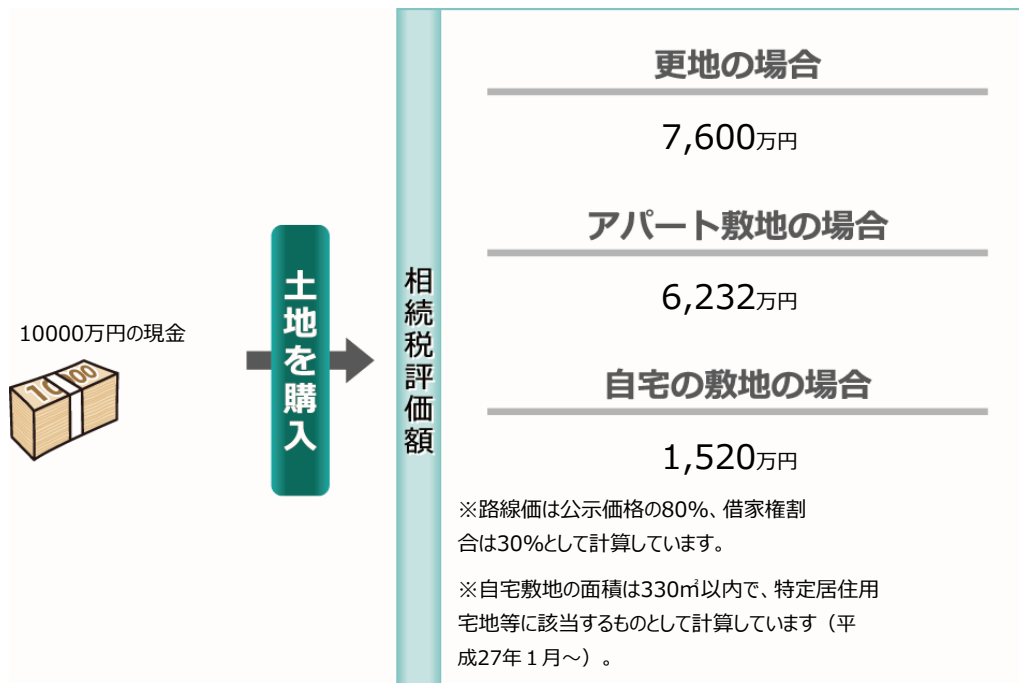 10000万円の現金
土地を購入
相続税評価額
更地の場合
7,600万円
アパート敷地の場合
6,232万円
自宅の敷地の場合
1,520万円
※路線価は公示価格の80%、借家権割
合は30%として計算しています。
※自宅敷地の面積は330㎡以内で、特定居住用
宅地等に該当するものとして計算しています（平
成27年１月～）。